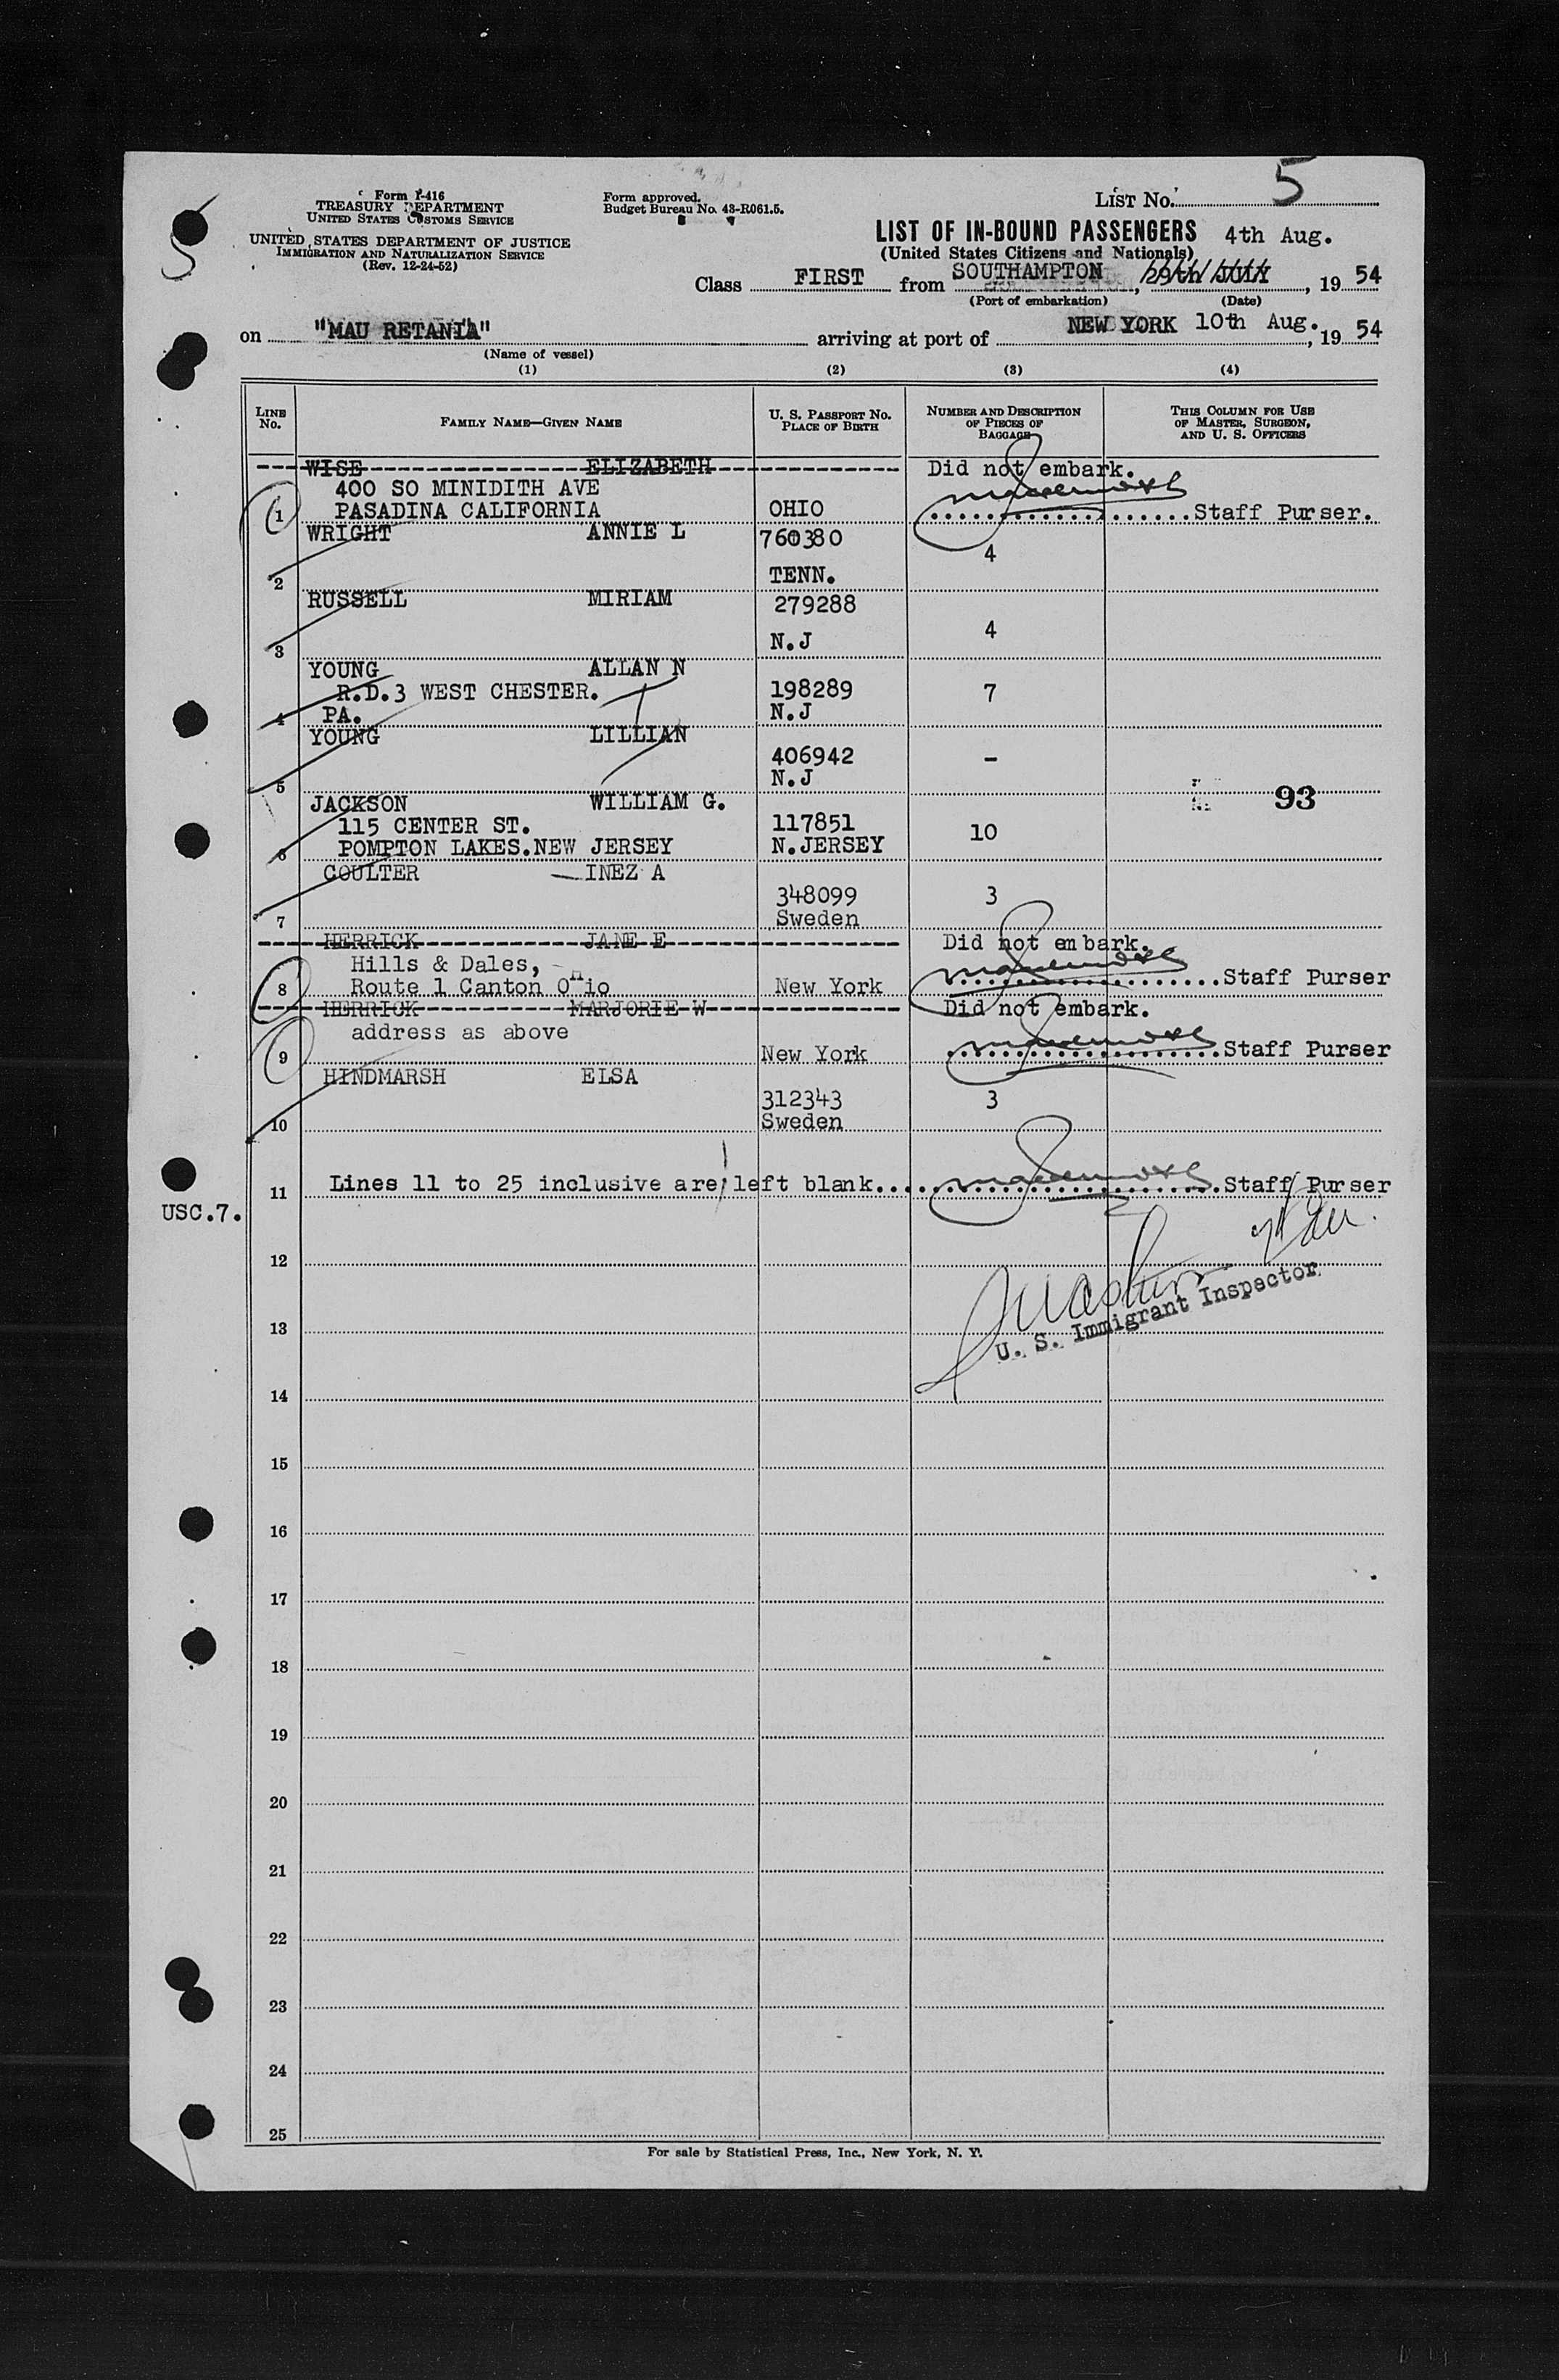 5
Form I-416
TREASURY DEPARTMENT
UNITED STATES CUSTOMS SERVICE
UNITED STATES DEPARTMENT OF JUSTICE
IMMIGRATION AND NATURALIZATION SERVICE
(Rev. 12-24-52)
Form approved.
Budget Bureau No. 43-R061.5.
LIST No. 5
LIST OF IN-BOUND PASSENGERS 4th Aug.
(United States Citizens and Nationals)
Class FIRST from SOUTHAMPTON, 29th JULY, 19 54
(Port of embarkation) (Date)
on "MAU RETANIA" arriving at port of NEW YORK 10th Aug., 19 54
(Name of vessel)
(1) (2) (3) (4)
LINE No. FAMILY NAME—GIVEN NAME U. S. PASSPORT NO. PLACE OF BIRTH NUMBER AND DESCRIPTION OF PIECES OF BAGGAGE THIS COLUMN FOR USE OF MASTER, SURGEON, AND U. S. OFFICERS
WISE ELIZABETH Did not embark.
400 SO MINIDITH AVE
1 PASADINA CALIFORNIA OHIO Staff Purser.
WRIGHT ANNIE L 760380
4
2 TENN.
RUSSELL MIRIAM 279288
4
3 N.J
YOUNG ALLAN N
R.D.3 WEST CHESTER. 198289 7
4 PA. N.J
YOUNG LILLIAN
406942 -
5 N.J
93
JACKSON WILLIAM G.
115 CENTER ST. 117851 10
6 POMPTON LAKES.NEW JERSEY N.JERSEY
COULTER INEZ A
348099 3
7 Sweden
HERRICK JANE E Did not embark.
Hills & Dales,
8 Route 1 Canton OHio New York Staff Purser
HERRICK MARJORIE W Did not embark.
address as above
9 New York Staff Purser
HINDMARSH ELSA
312343 3
10 Sweden
11 Lines 11 to 25 inclusive are left blank. Staff Purser
USC.7.
12
U. S. Immigrant Inspector
13
14
15
16
17
18
19
20
21
22
23
24
25
For sale by Statistical Press, Inc., New York, N. Y.